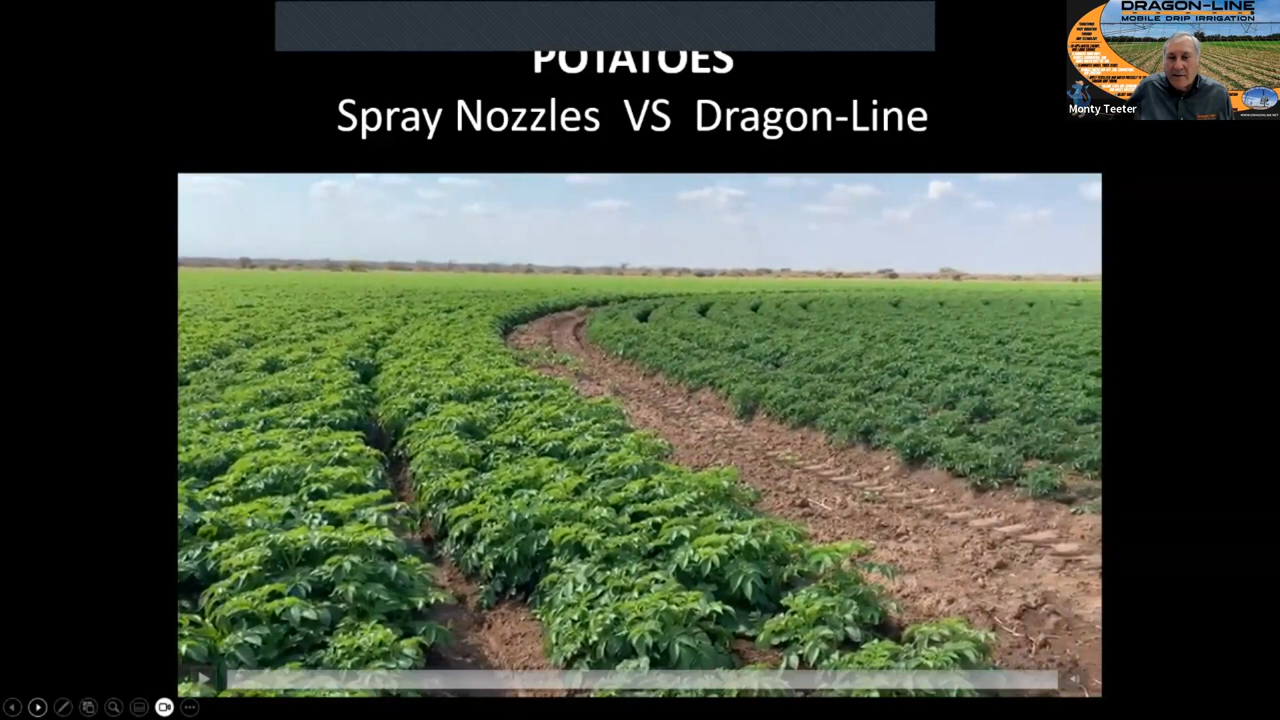 POTATOES
Spray Nozzles VS Dragon-Line
DRAGON-LINE
MOBILE DRIP IRRIGATION
Monty Teeter